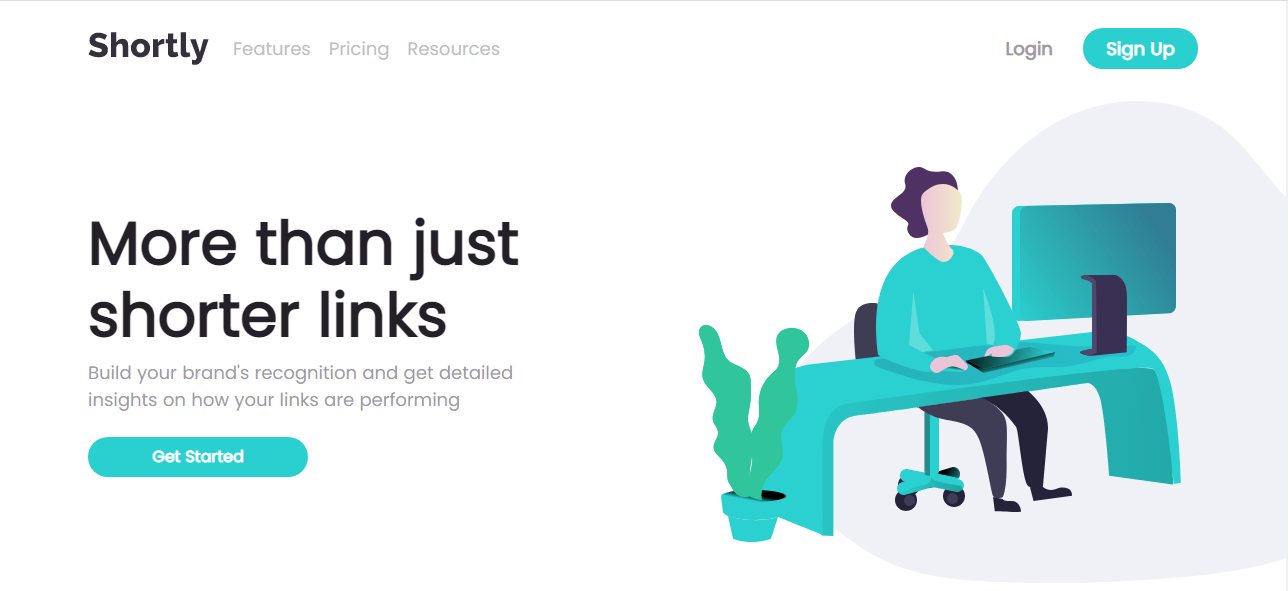 Shortly Features Pricing Resources Login Sign Up
More than just
shorter links
Build your brand's recognition and get detailed
insights on how your links are performing
Get Started